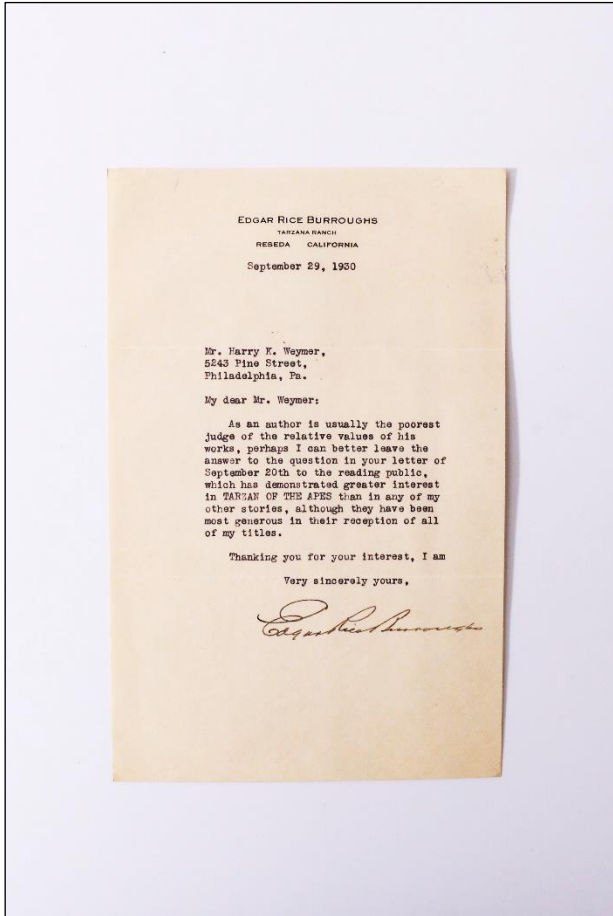 EDGAR RICE BURROUGHS
TARZANA RANCH
RESEDA CALIFORNIA
September 29, 1930
Mr. Harry K. Weymer,
5243 Pine Street,
Philadelphia, Pa.
My dear Mr. Weymer:
As an author is usually the poorest
judge of the relative values of his
works, perhaps I can better leave the
answer to the question in your letter of
September 20th to the reading public,
which has demonstrated greater interest
in TARZAN OF THE APES than in any of my
other stories, although they have been
most generous in their reception of all
of my titles.
Thanking you for your interest, I am
Very sincerely yours,
Edgar Rice Burroughs